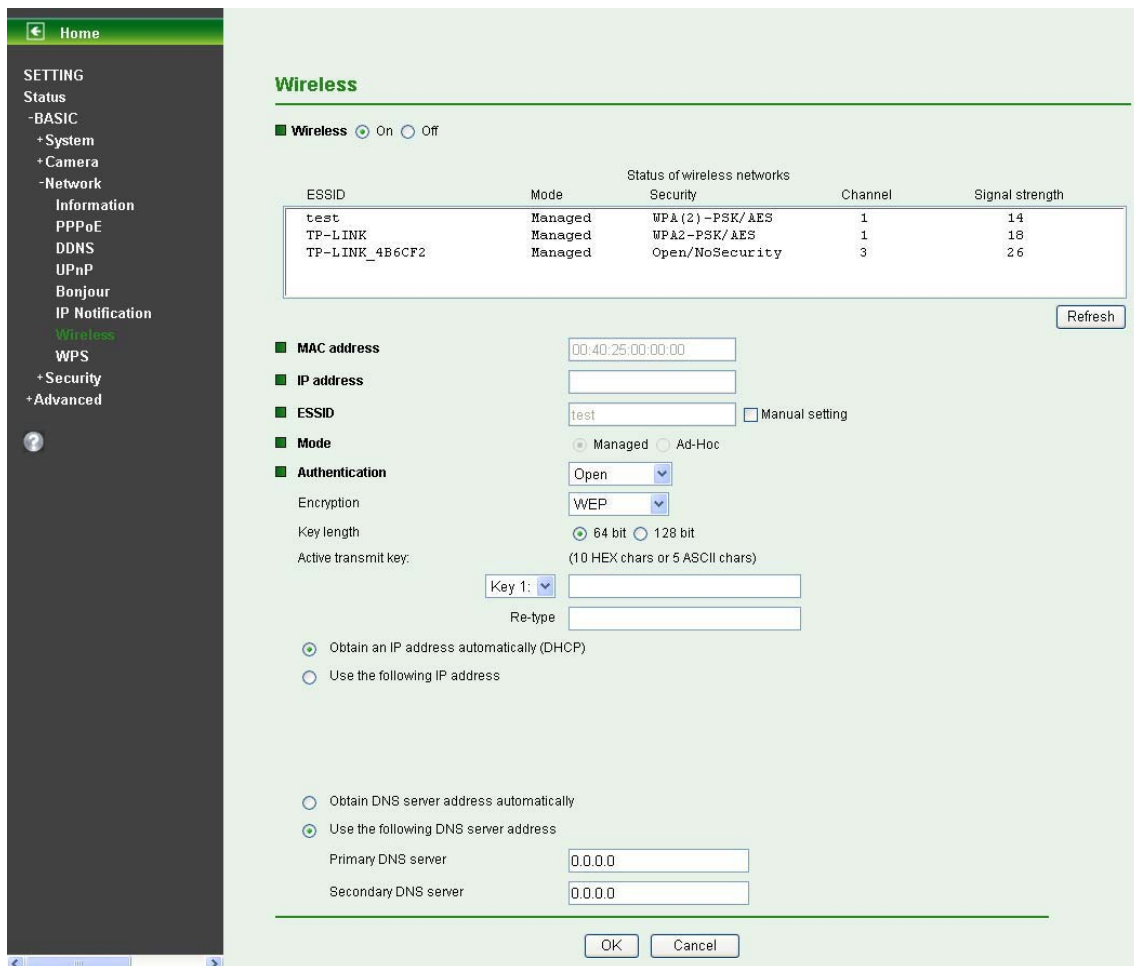 Home
SETTING
Status
-BASIC
+System
+Camera
-Network
Information
PPPoE
DDNS
UPnP
Bonjour
IP Notification
Wireless
WPS
+Security
+Advanced
?
Wireless
Wireless On Off
Status of wireless networks
ESSID Mode Security Channel Signal strength
test Managed WPA(2)-PSK/AES 1 14
TP-LINK Managed WPA2-PSK/AES 1 18
TP-LINK_4B6CF2 Managed Open/NoSecurity 3 26
Refresh
MAC address 00:40:25:00:00:00
IP address
ESSID test Manual setting
Mode Managed Ad-Hoc
Authentication Open
Encryption WEP
Key length 64 bit 128 bit
Active transmit key: (10 HEX chars or 5 ASCII chars)
Key 1:
Re-type
Obtain an IP address automatically (DHCP)
Use the following IP address
Obtain DNS server address automatically
Use the following DNS server address
Primary DNS server 0.0.0.0
Secondary DNS server 0.0.0.0
OK Cancel